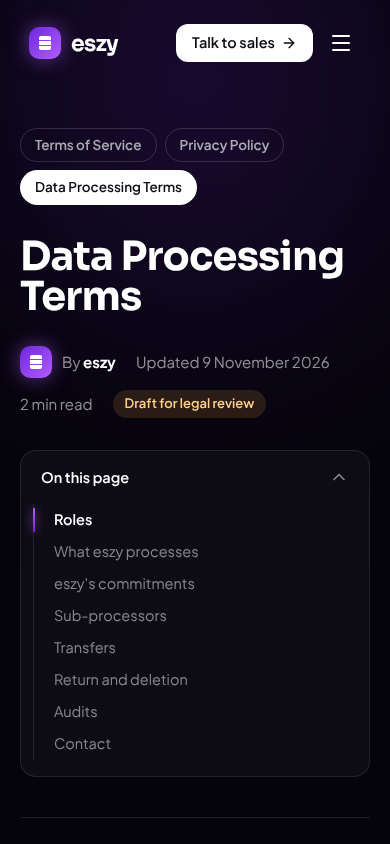 eszy
Talk to sales
Terms of Service
Privacy Policy
Data Processing Terms
Data Processing
Terms
By eszy
Updated 9 November 2026
2 min read
Draft for legal review
On this page
Roles
What eszy processes
eszy's commitments
Sub-processors
Transfers
Return and deletion
Audits
Contact